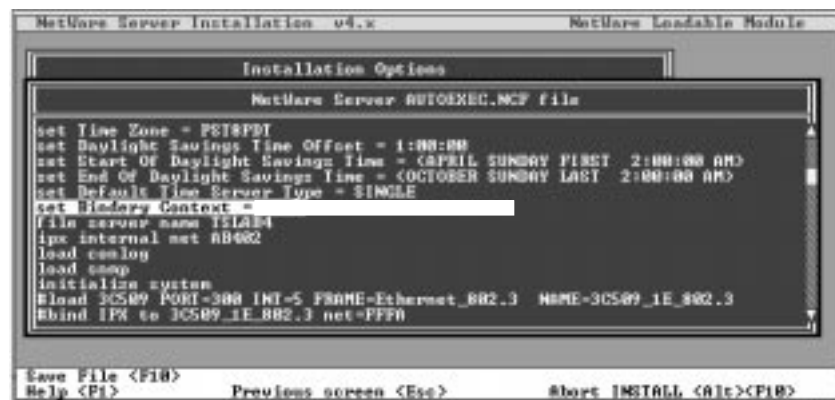 NetWare Server Installation v4.x NetWare Loadable Module
Installation Options
NetWare Server AUTOEXEC.NCF file
set Time Zone = PST8PDT
set Daylight Savings Time Offset = 1:00:00
set Start Of Daylight Savings Time = (APRIL SUNDAY FIRST 2:00:00 AM)
set End Of Daylight Savings Time = (OCTOBER SUNDAY LAST 2:00:00 AM)
set Default Time Server Type = SINGLE
set Bindery Context =
file server name TSLAB4
ipx internal net AB402
load conlog
load snmp
initialize system
#load 3C509 PORT=300 INT=5 FRAME=Ethernet_802.3 NAME=3C509_1E_802.3
#bind IPX to 3C509_1E_802.3 net=FFFA
Save File <F10>
Help <F1> Previous screen <Esc> Abort INSTALL <Alt><F10>